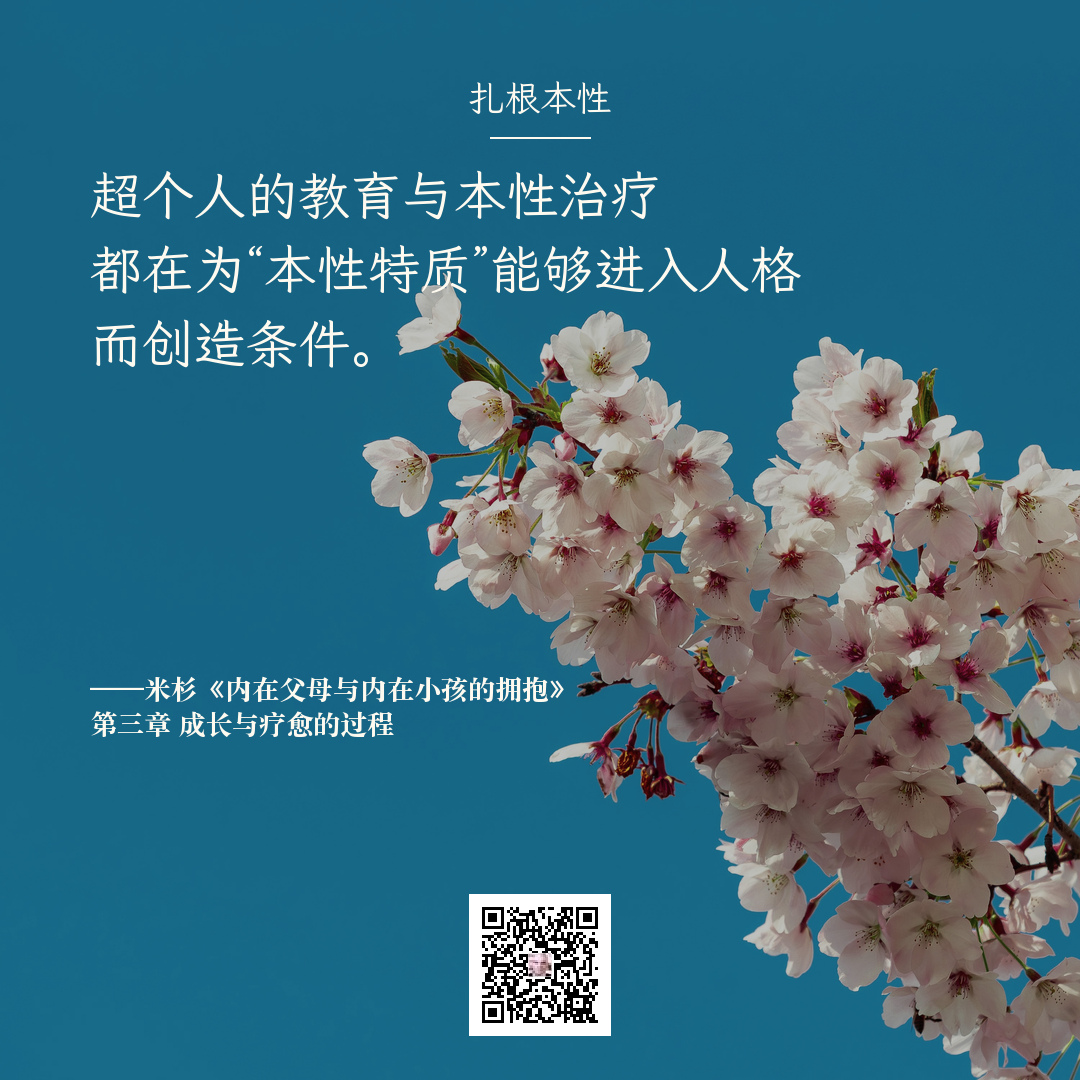 扎根本性
超个人的教育与本性治疗
都在为“本性特质”能够进入人格
而创造条件。
——米杉《内在父母与内在小孩的拥抱》
第三章 成长与疗愈的过程